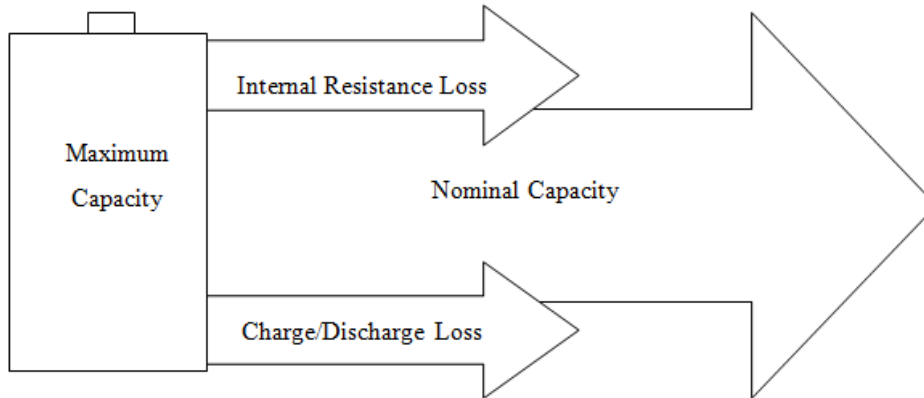 Internal Resistance Loss
Maximum
Capacity
Nominal Capacity
Charge/Discharge Loss